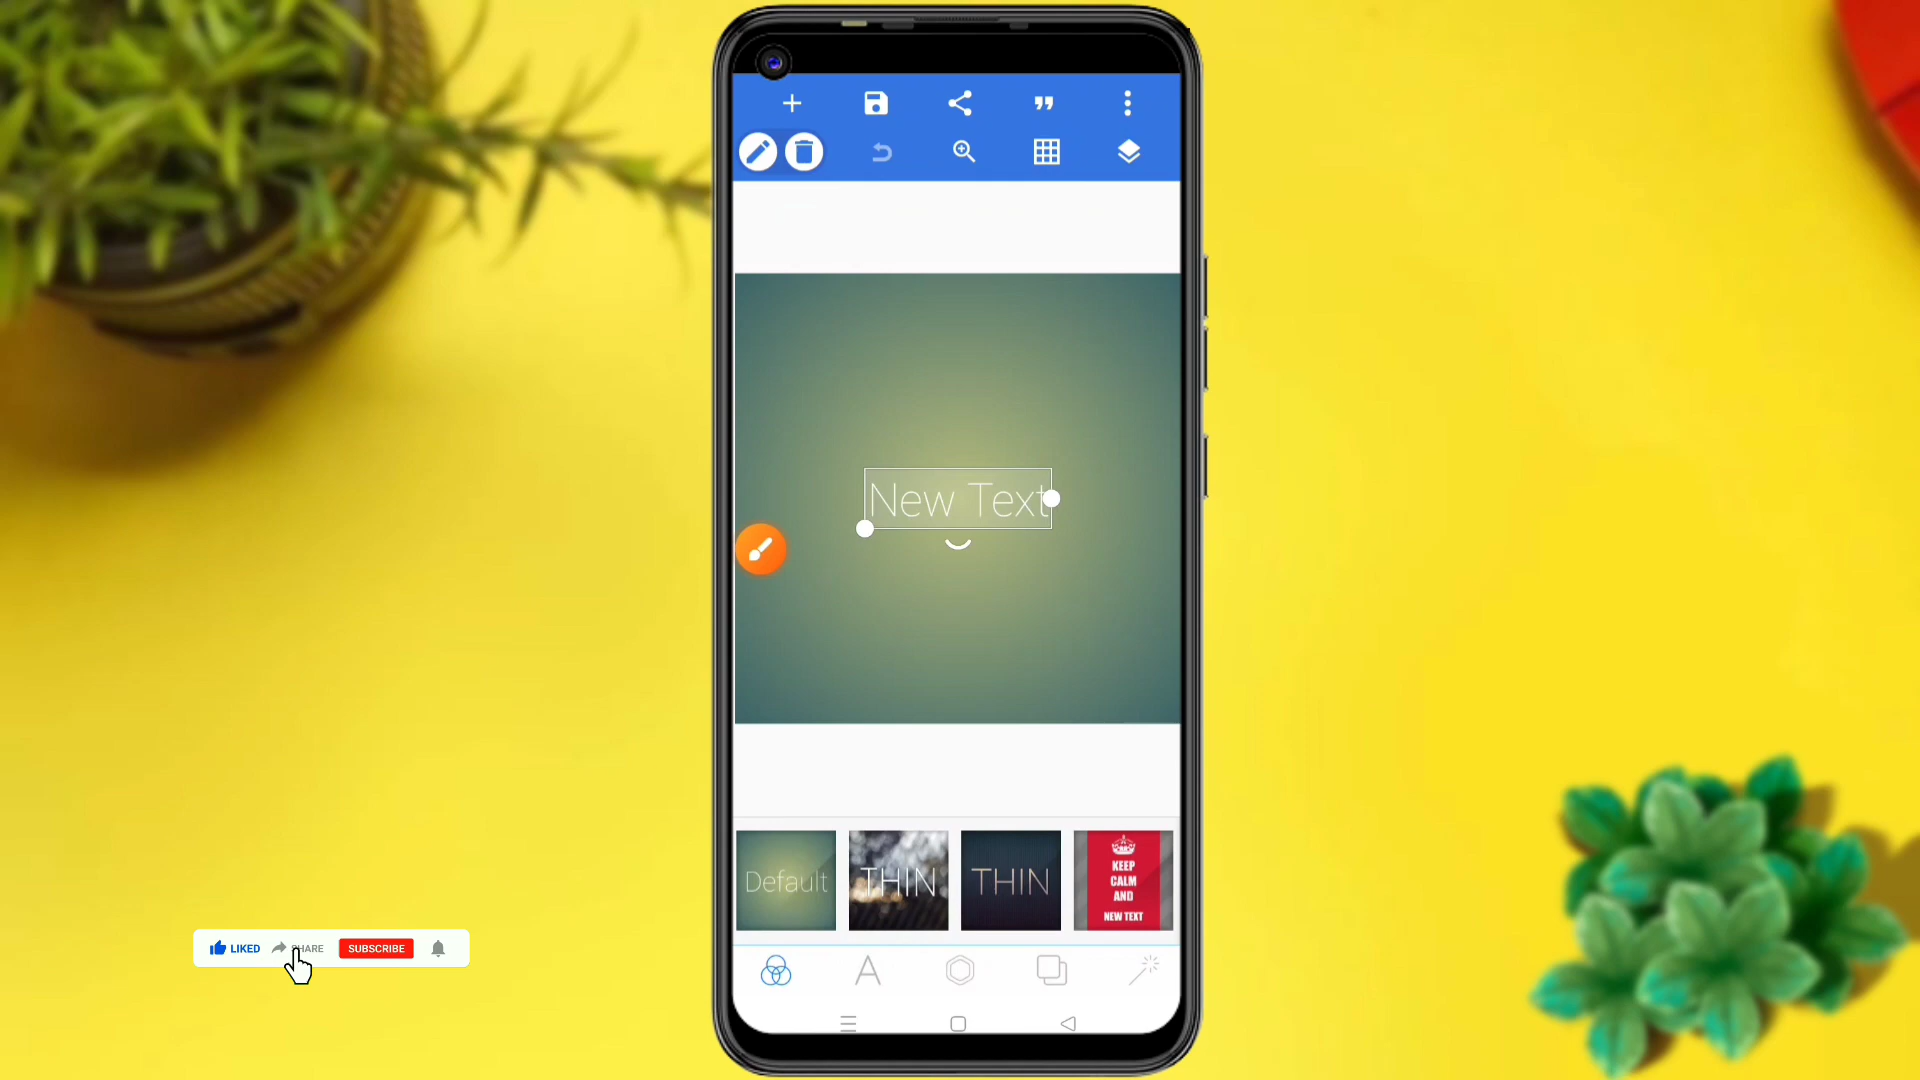 New Text
Default
THIN
THIN
KEEP
CALM
AND
NEW TEXT
A
LIKED SHARE SUBSCRIBE